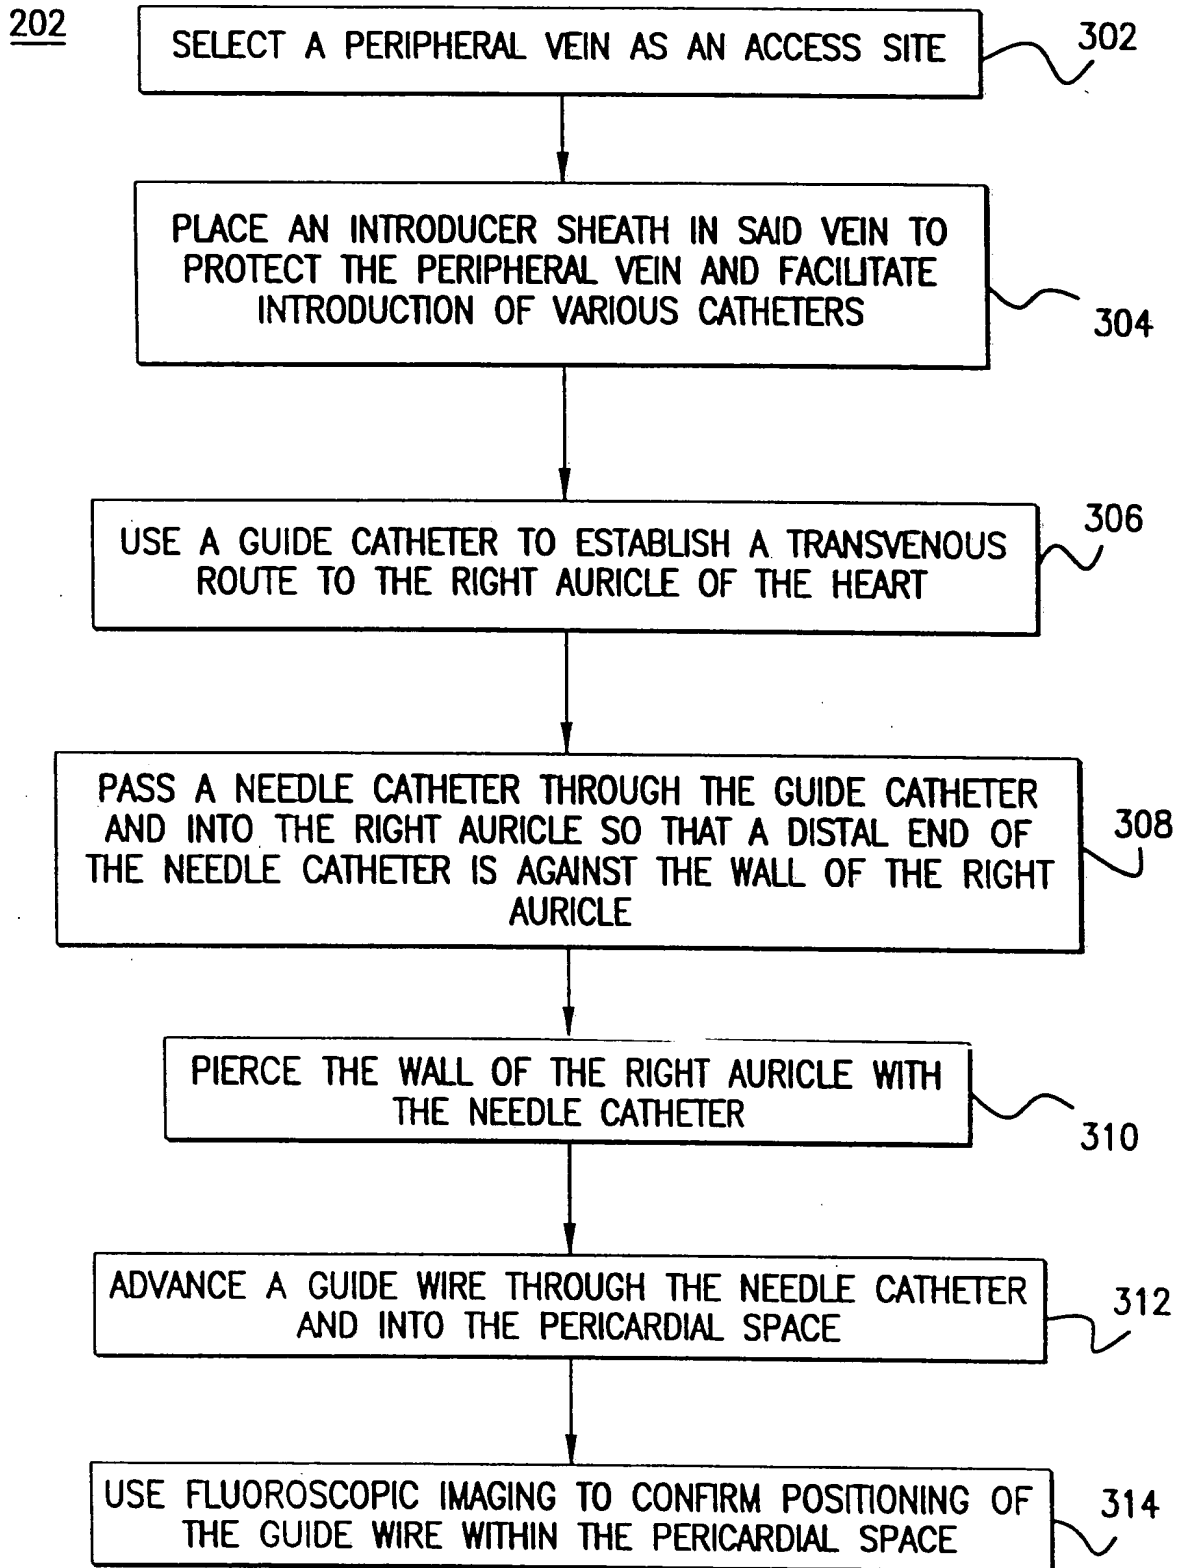 202
SELECT A PERIPHERAL VEIN AS AN ACCESS SITE
302
PLACE AN INTRODUCER SHEATH IN SAID VEIN TO
PROTECT THE PERIPHERAL VEIN AND FACILITATE
INTRODUCTION OF VARIOUS CATHETERS
304
USE A GUIDE CATHETER TO ESTABLISH A TRANSVENOUS
ROUTE TO THE RIGHT AURICLE OF THE HEART
306
PASS A NEEDLE CATHETER THROUGH THE GUIDE CATHETER
AND INTO THE RIGHT AURICLE SO THAT A DISTAL END OF
THE NEEDLE CATHETER IS AGAINST THE WALL OF THE RIGHT
AURICLE
308
PIERCE THE WALL OF THE RIGHT AURICLE WITH
THE NEEDLE CATHETER
310
ADVANCE A GUIDE WIRE THROUGH THE NEEDLE CATHETER
AND INTO THE PERICARDIAL SPACE
312
USE FLUOROSCOPIC IMAGING TO CONFIRM POSITIONING OF
THE GUIDE WIRE WITHIN THE PERICARDIAL SPACE
314